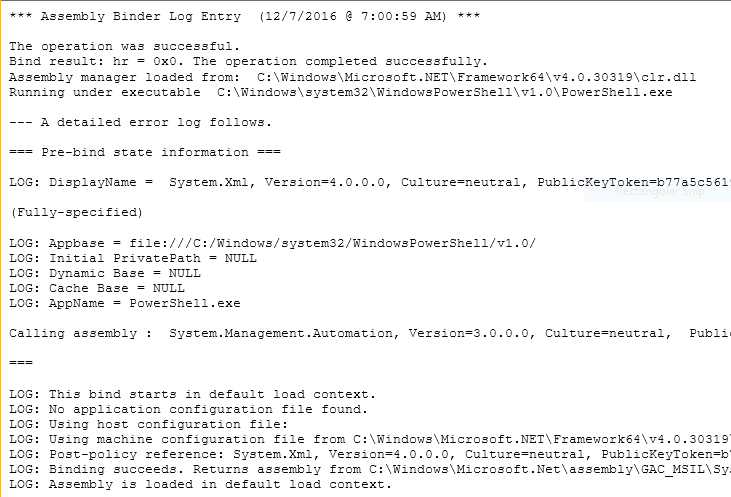 *** Assembly Binder Log Entry  (12/7/2016 @ 7:00:59 AM) ***
The operation was successful.
Bind result: hr = 0x0. The operation completed successfully.
Assembly manager loaded from:  C:\Windows\Microsoft.NET\Framework64\v4.0.30319\clr.dll
Running under executable  C:\Windows\system32\WindowsPowerShell\v1.0\PowerShell.exe
--- A detailed error log follows.
=== Pre-bind state information ===
LOG: DisplayName =  System.Xml, Version=4.0.0.0, Culture=neutral, PublicKeyToken=b77a5c561
Rectangular Snip
(Fully-specified)
LOG: Appbase = file:///C:/Windows/system32/WindowsPowerShell/v1.0/
LOG: Initial PrivatePath = NULL
LOG: Dynamic Base = NULL
LOG: Cache Base = NULL
LOG: AppName = PowerShell.exe
Calling assembly :  System.Management.Automation, Version=3.0.0.0, Culture=neutral,  Publi
===
LOG: This bind starts in default load context.
LOG: No application configuration file found.
LOG: Using host configuration file:
LOG: Using machine configuration file from C:\Windows\Microsoft.NET\Framework64\v4.0.30319
LOG: Post-policy reference: System.Xml, Version=4.0.0.0, Culture=neutral, PublicKeyToken=b
LOG: Binding succeeds. Returns assembly from C:\Windows\Microsoft.Net\assembly\GAC_MSIL\Sys
LOG: Assembly is loaded in default load context.